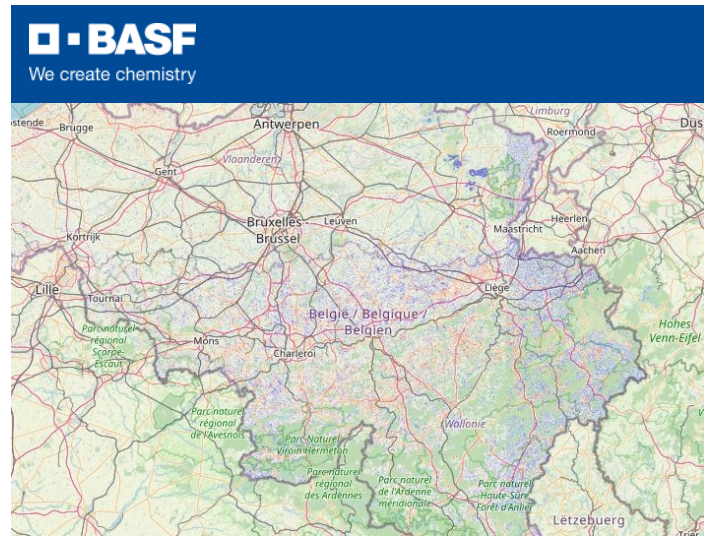 BASF
We create chemistry
Limburg
stende
Brugge
Antwerpen
Roermond
Düs
Vlaanderen
Gent
Bruxelles -
Brussel
Leuven
Maastricht
Heerlen
Kortrijk
Aachen
Lille
Tournai
Liège
België / Belgique /
Belgien
Parc naturel
régional
Scarpe-
Escaut
Mons
Charleroi
Hohes
Venn-Eifel
Parc naturel
régional
de l'Avesnois
Wallonie
Parc Naturel
Viroin Hermeton
Parc naturel
régional
des Ardennes
Parc naturel
de l'Ardenne
méridionale
Parc naturel
Haute-Sûre
Forêt d'Anlier
Lëtzebuerg
Trier